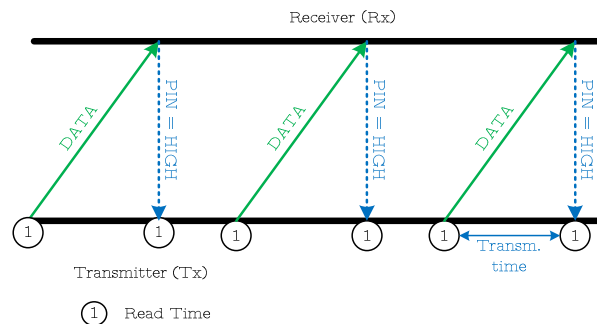 Receiver (Rx)
DATA
PIN = HIGH
DATA
PIN = HIGH
DATA
PIN = HIGH
1
1
1
1
1
1
Transm.
time
Transmitter (Tx)
1 Read Time